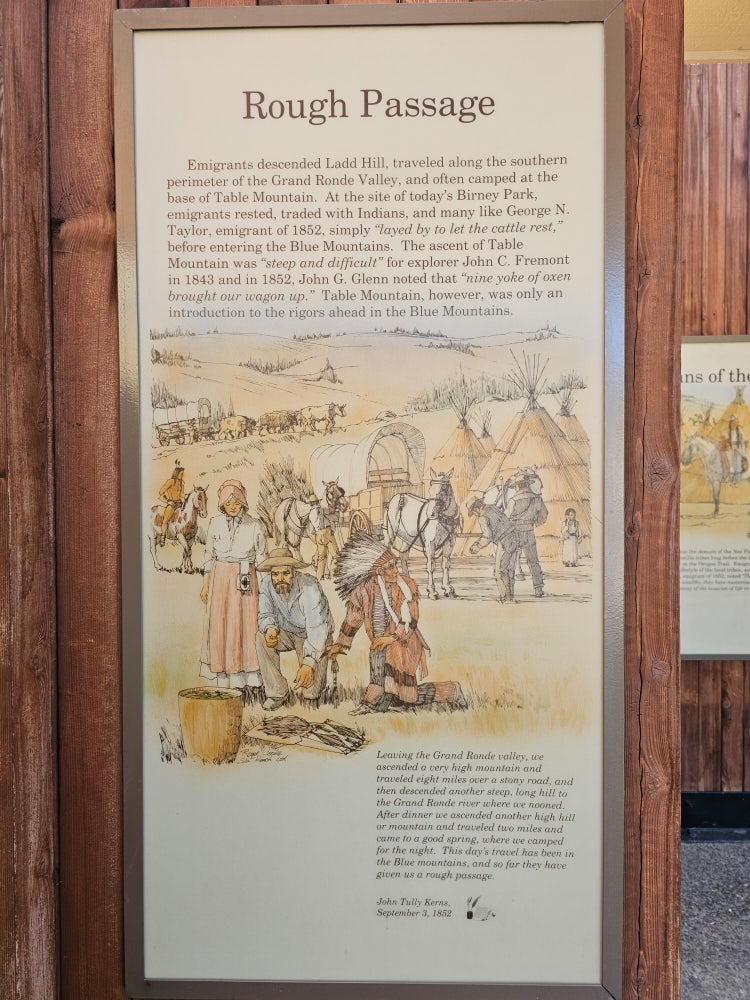 Rough Passage
Emigrants descended Ladd Hill, traveled along the southern
perimeter of the Grand Ronde Valley, and often camped at the
base of Table Mountain. At the site of today's Birney Park,
emigrants rested, traded with Indians, and many like George N.
Taylor, emigrant of 1852, simply "layed by to let the cattle rest,"
before entering the Blue Mountains. The ascent of Table
Mountain was "steep and difficult" for explorer John C. Fremont
in 1843 and in 1852, John G. Glenn noted that "nine yoke of oxen
brought our wagon up." Table Mountain, however, was only an
introduction to the rigors ahead in the Blue Mountains.
Leaving the Grand Ronde valley, we
ascended a very high mountain and
traveled eight miles over a stony road, and
then descended another steep, long hill to
the Grand Ronde river where we nooned.
After dinner we ascended another high hill
or mountain and traveled two miles and
came to a good spring, where we camped
for the night. This day's travel has been in
the Blue mountains, and so far they have
given us a rough passage.
John Tully Kerns,
September 3, 1852
ns of the